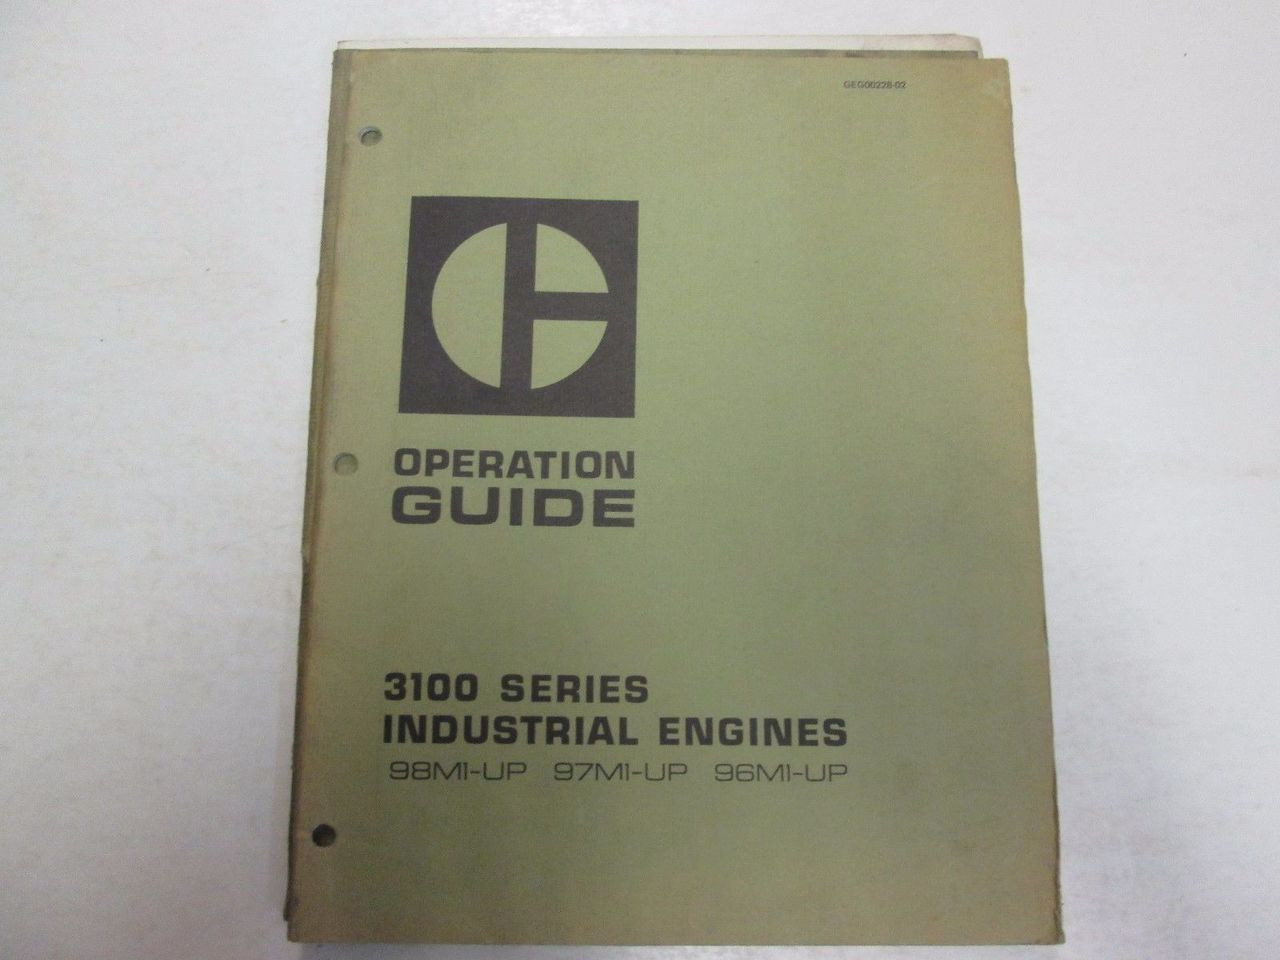 GEG00228-02
OPERATION
GUIDE
3100 SERIES
INDUSTRIAL ENGINES
98M1-UP 97M1-UP 96M1-UP